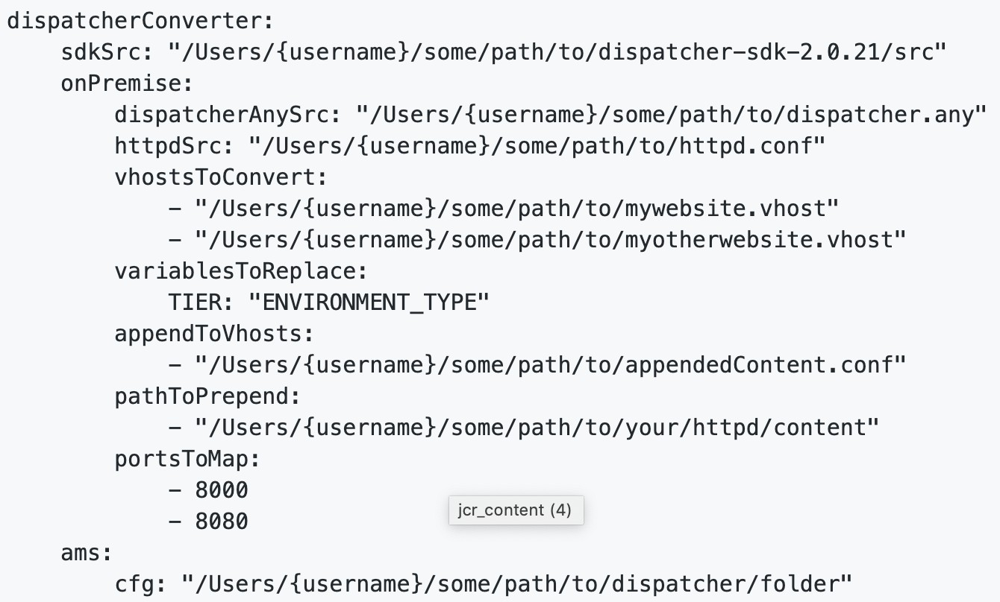 dispatcherConverter:
    sdkSrc: "/Users/{username}/some/path/to/dispatcher-sdk-2.0.21/src"
    onPremise:
        dispatcherAnySrc: "/Users/{username}/some/path/to/dispatcher.any"
        httpdSrc: "/Users/{username}/some/path/to/httpd.conf"
        vhostsToConvert:
            - "/Users/{username}/some/path/to/mywebsite.vhost"
            - "/Users/{username}/some/path/to/myotherwebsite.vhost"
        variablesToReplace:
            TIER: "ENVIRONMENT_TYPE"
        appendToVhosts:
            - "/Users/{username}/some/path/to/appendedContent.conf"
        pathToPrepend:
            - "/Users/{username}/some/path/to/your/httpd/content"
        portsToMap:
            - 8000
jcr_content (4)
            - 8080
    ams:
        cfg: "/Users/{username}/some/path/to/dispatcher/folder"